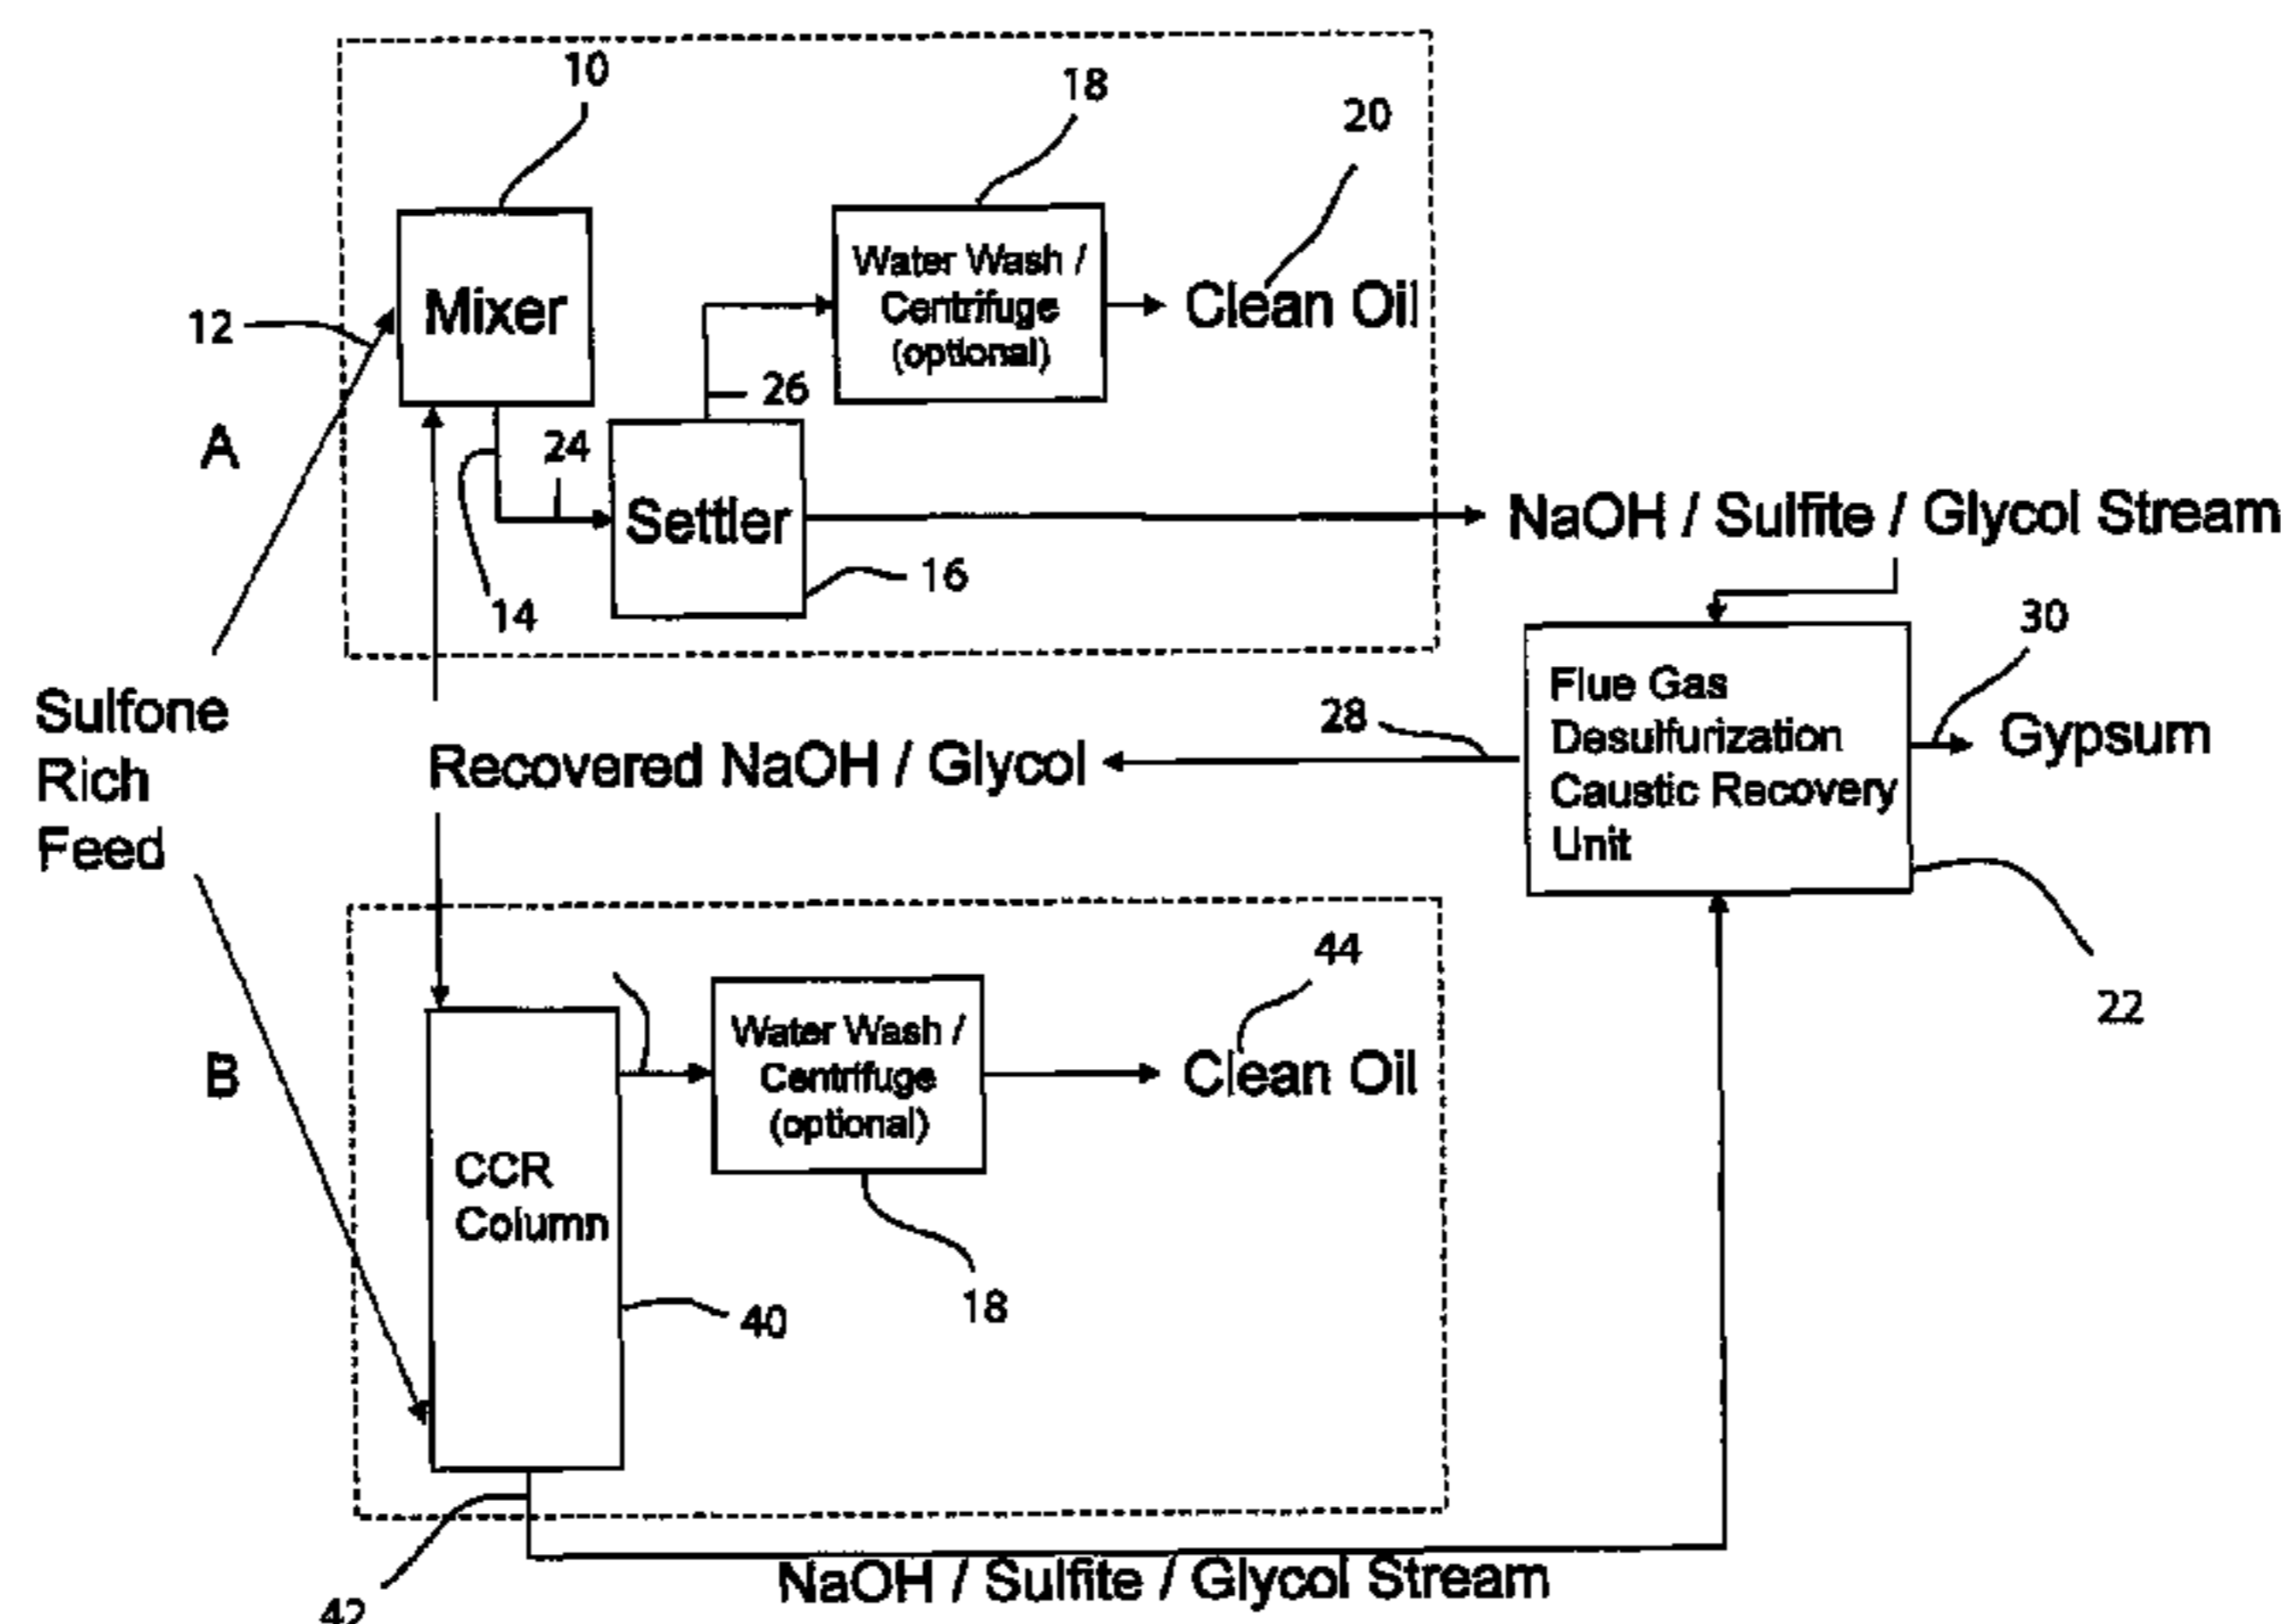 10
18
20
Mixer
Water Wash /
Centrifuge
(optional)
Clean Oil
12
26
A
24
Settler
NaOH / Sulfite / Glycol Stream
14
16
30
Sulfone
Rich
Feed
Recovered NaOH / Glycol
28
Flue Gas
Desulfurization
Caustic Recovery
Unit
Gypsum
22
44
B
Water Wash /
Centrifuge
(optional)
Clean Oil
CCR
Column
40
18
42
NaOH / Sulfite / Glycol Stream